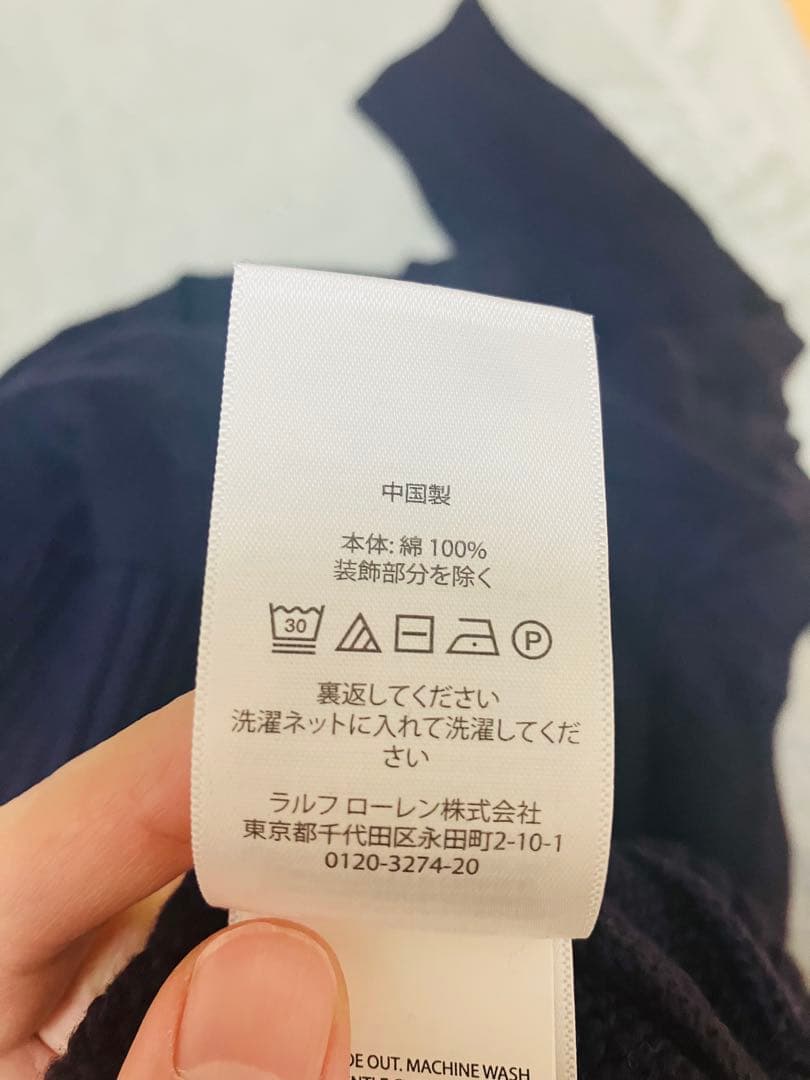 中国製
本体: 綿 100%
装飾部分を除く
30
P
裏返してください
洗濯ネットに入れて洗濯してくだ
さい
ラルフ ローレン株式会社
東京都千代田区永田町2-10-1
0120-3274-20
OUT. MACHINE WASH